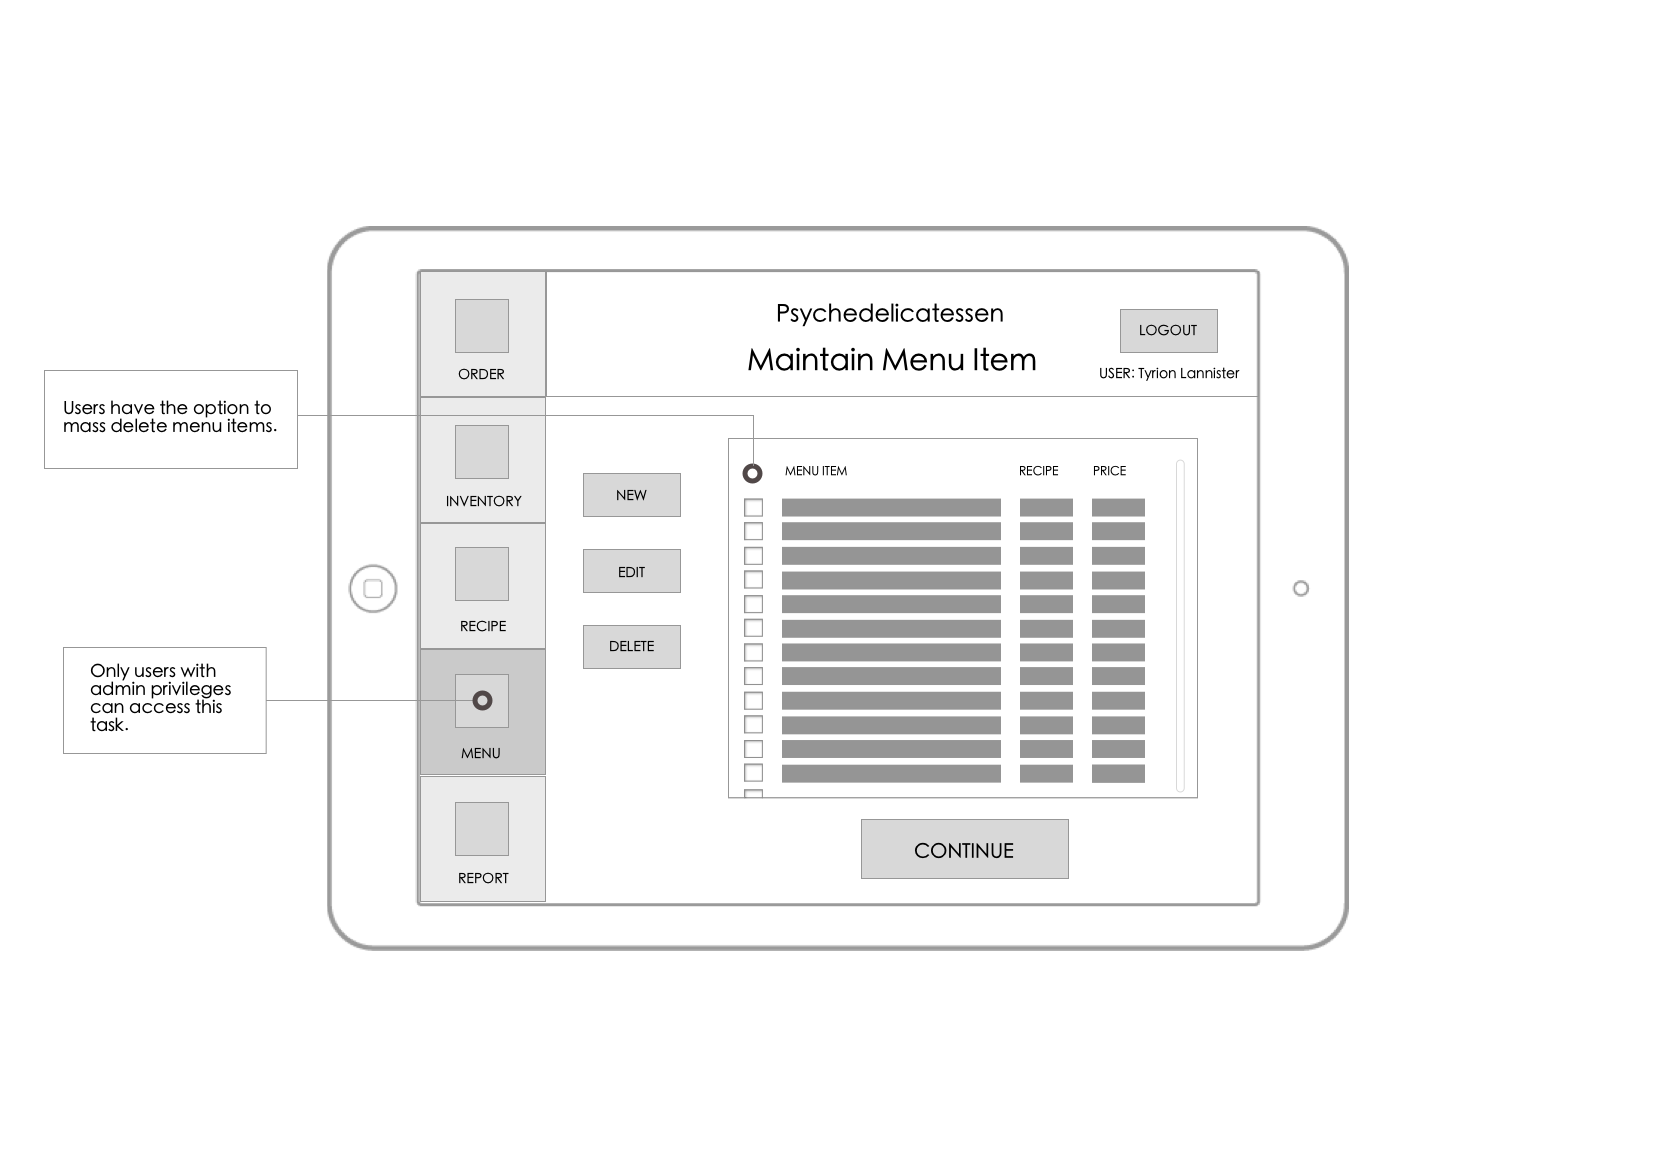 Psychedelicatessen
Maintain Menu Item
LOGOUT
USER: Tyrion Lannister
ORDER
INVENTORY
RECIPE
MENU
REPORT
Users have the option to
mass delete menu items.
Only users with
admin privileges
can access this
task.
NEW
EDIT
DELETE
MENU ITEM RECIPE PRICE
CONTINUE